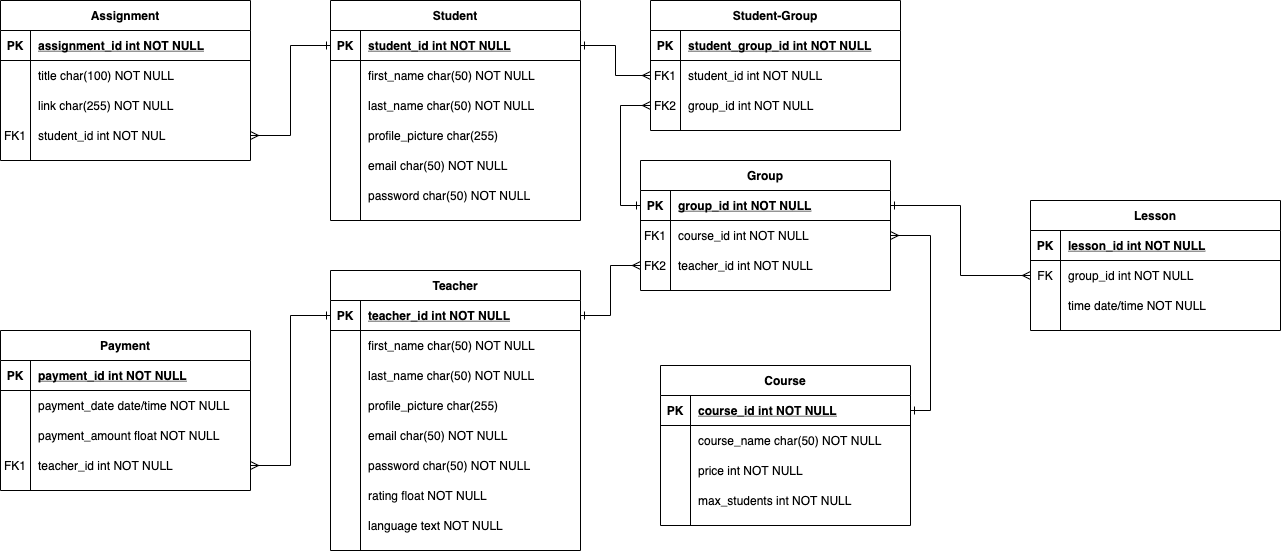 Assignment
PK assignment_id int NOT NULL
title char(100) NOT NULL
link char(255) NOT NULL
FK1 student_id int NOT NUL
Student
PK student_id int NOT NULL
first_name char(50) NOT NULL
last_name char(50) NOT NULL
profile_picture char(255)
email char(50) NOT NULL
password char(50) NOT NULL
Student-Group
PK student_group_id int NOT NULL
FK1 student_id int NOT NULL
FK2 group_id int NOT NULL
Group
PK group_id int NOT NULL
FK1 course_id int NOT NULL
FK2 teacher_id int NOT NULL
Lesson
PK lesson_id int NOT NULL
FK group_id int NOT NULL
time date/time NOT NULL
Teacher
PK teacher_id int NOT NULL
first_name char(50) NOT NULL
last_name char(50) NOT NULL
profile_picture char(255)
email char(50) NOT NULL
password char(50) NOT NULL
rating float NOT NULL
language text NOT NULL
Payment
PK payment_id int NOT NULL
payment_date date/time NOT NULL
payment_amount float NOT NULL
FK1 teacher_id int NOT NULL
Course
PK course_id int NOT NULL
course_name char(50) NOT NULL
price int NOT NULL
max_students int NOT NULL